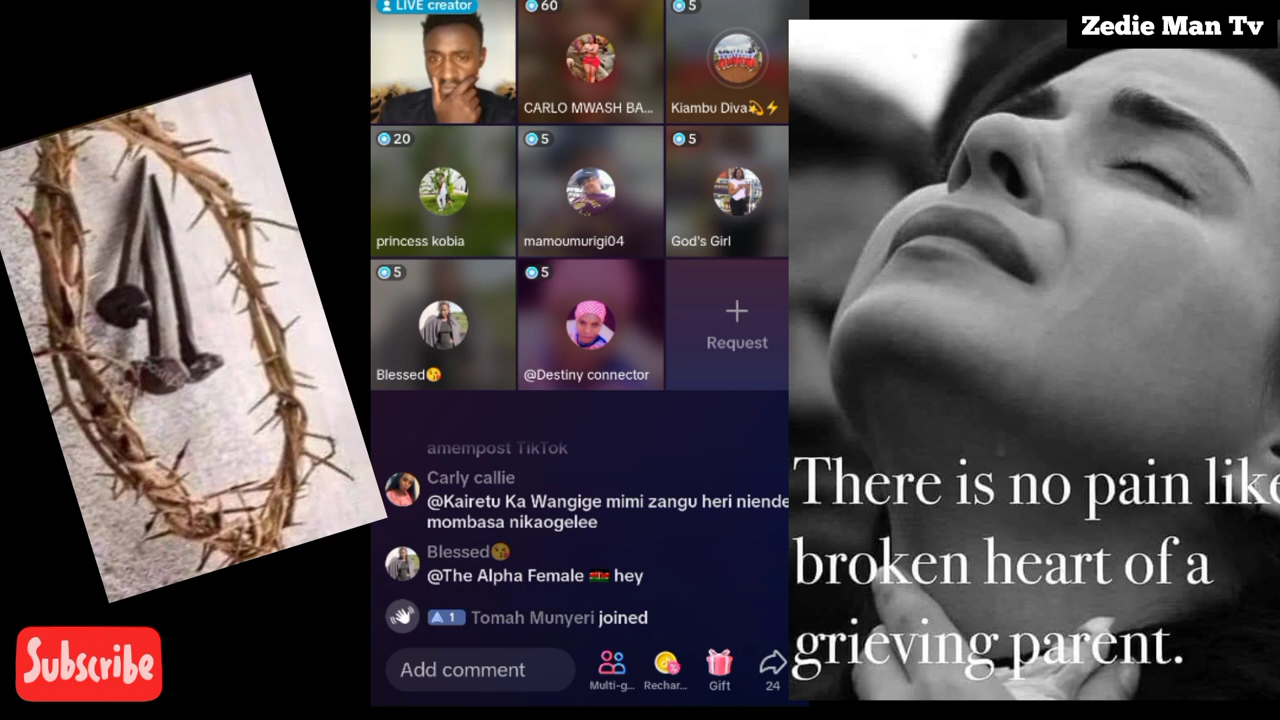 Zedie Man Tv
LIVE creator
60
5
CARLO MWASH BA...
Kiambu Diva💫⚡
20
5
5
princess kobia
mamoumurigi04
God's Girl
5
5
Request
Blessed😘
@Destiny connector
amempost TikTok
Carly callie
@Kairetu Ka Wangige mimi zangu heri niende
mombasa nikaogelee
Blessed😘
@The Alpha Female 🇰🇪 hey
1 Tomah Munyeri joined
Add comment
Multi-g...
Rechar...
Gift
24
There is no pain like
broken heart of a
grieving parent.
Subscribe